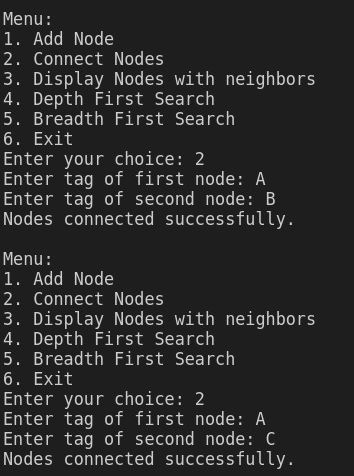 Menu:
1. Add Node
2. Connect Nodes
3. Display Nodes with neighbors
4. Depth First Search
5. Breadth First Search
6. Exit
Enter your choice: 2
Enter tag of first node: A
Enter tag of second node: B
Nodes connected successfully.

Menu:
1. Add Node
2. Connect Nodes
3. Display Nodes with neighbors
4. Depth First Search
5. Breadth First Search
6. Exit
Enter your choice: 2
Enter tag of first node: A
Enter tag of second node: C
Nodes connected successfully.